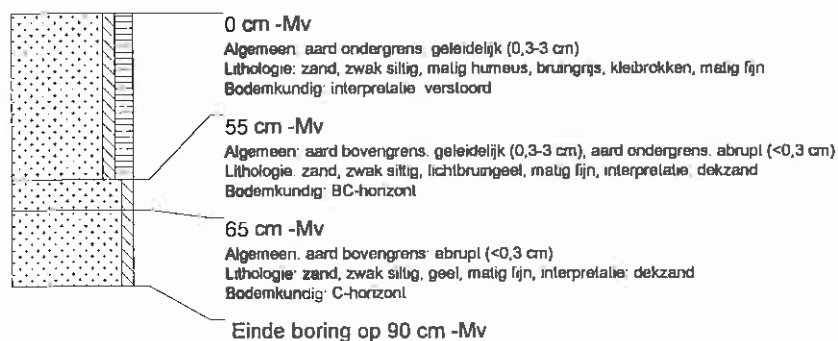 0 cm -Mv
Algemeen: aard ondergrens: geleidelijk (0,3-3 cm)
Lithologie: zand, zwak siltig, matig humeus, bruingrijs, kleibrokken, matig fijn
Bodemkundig: interpretatie: verstoord
55 cm -Mv
Algemeen: aard bovengrens: geleidelijk (0,3-3 cm), aard ondergrens: abrupt (<0,3 cm)
Lithologie: zand, zwak siltig, lichtbruingeel, matig fijn, interpretatie: dekzand
Bodemkundig: BC-horizont
65 cm -Mv
Algemeen: aard bovengrens: abrupt (<0,3 cm)
Lithologie: zand, zwak siltig, geel, matig fijn, interpretatie: dekzand
Bodemkundig: C-horizont
Einde boring op 90 cm -Mv